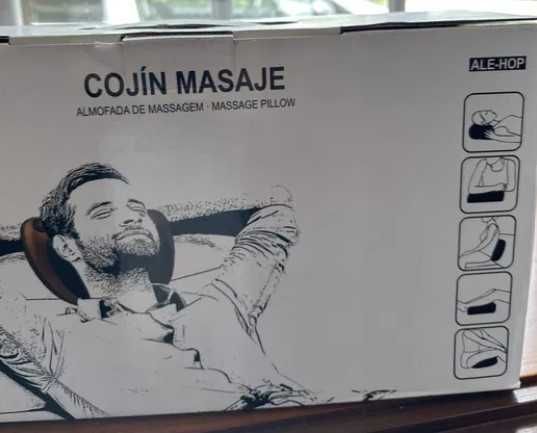 ALE-HOP
COJÍN MASAJE
ALMOFADA DE MASSAGEM · MASSAGE PILLOW